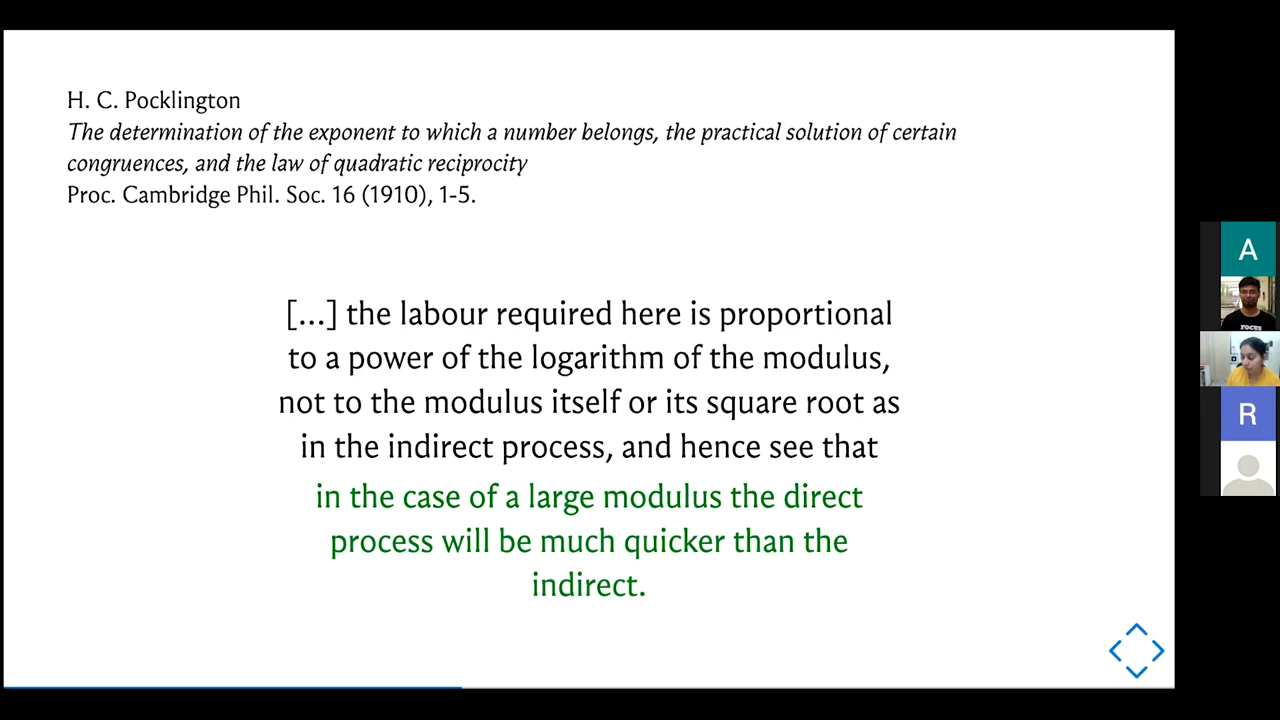 H. C. Pocklington
The determination of the exponent to which a number belongs, the practical solution of certain
congruences, and the law of quadratic reciprocity
Proc. Cambridge Phil. Soc. 16 (1910), 1-5.
[...] the labour required here is proportional
to a power of the logarithm of the modulus,
not to the modulus itself or its square root as
in the indirect process, and hence see that
in the case of a large modulus the direct
process will be much quicker than the
indirect.
A
FOCUS
R